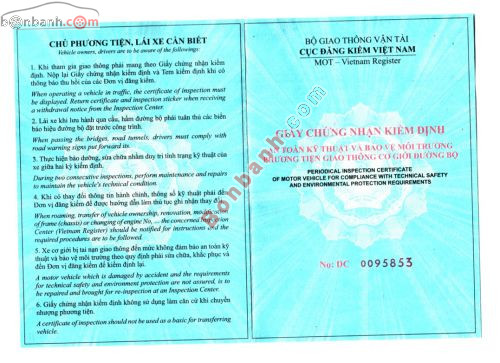 CHỦ PHƯƠNG TIỆN, LÁI XE CẦN BIẾT
Vehicle owners, drivers are to be aware of the followings:
1. Khi tham gia giao thông phải mang theo Giấy chứng nhận kiểm
định. Nộp lại Giấy chứng nhận kiểm định và Tem kiểm định khi có
thông báo thu hồi của các Đơn vị đăng kiểm.
When operating a vehicle in traffic, the certificate of inspection must
be displayed. Return certificate and inspection sticker when receiving
a withdrawal notice from the Inspection Center.
2. Lái xe khi lưu hành qua cầu, hầm đường bộ phải tuân thủ các biển
báo hiệu đường bộ đặt trước công trình.
When passing the bridges, road tunnels, drivers must comply with
road warning signs put forward its.
3. Thực hiện bảo dưỡng, sửa chữa nhằm duy trì tình trạng kỹ thuật của
xe giữa hai kỳ kiểm định.
During two consecutive inspections, perform maintenance and repairs
to maintain the vehicle's technical condition.
4. Khi có thay đổi thông tin hành chính, thông số kỹ thuật phải đến
Đơn vị đăng kiểm để được hướng dẫn làm thủ tục ghi nhận thay đổi.
When roaming, transfer of vehicle ownership, renovation, modification
of frame (chassis) or changing of engine No., — the concerned
Center (Vietnam Register) should be notified for instructions of the
required procedures are to be followed.
5. Xe cơ giới bị tai nạn giao thông đến mức không đảm bảo an toàn kỹ
thuật và bảo vệ môi trường theo quy định phải sửa chữa, khắc phục và
đến Đơn vị đăng kiểm để kiểm định lại.
A motor vehicle which is damaged by accident and the requirements
for technical safety and environment protection are not assured, is to
be repaired and brought for re-inspection at an Inspection Center.
6. Giấy chứng nhận kiểm định không sử dụng làm căn cứ khi chuyển
nhượng phương tiện.
A certificate of inspection should not be used as a basic for transferring
vehicle.
BỘ GIAO THÔNG VẬN TẢI
CỤC ĐĂNG KIỂM VIỆT NAM
MOT – Vietnam Register
GIẤY CHỨNG NHẬN KIỂM ĐỊNH
AN TOÀN KỸ THUẬT VÀ BẢO VỆ MÔI TRƯỜNG
PHƯƠNG TIỆN GIAO THÔNG CƠ GIỚI ĐƯỜNG BỘ
PERIODICAL INSPECTION CERTIFICATE
OF MOTOR VEHICLE FOR COMPLIANCE WITH TECHNICAL SAFETY
AND ENVIRONMENTAL PROTECTION REQUIREMENTS
No: DC 0095853
Bonbanh.com